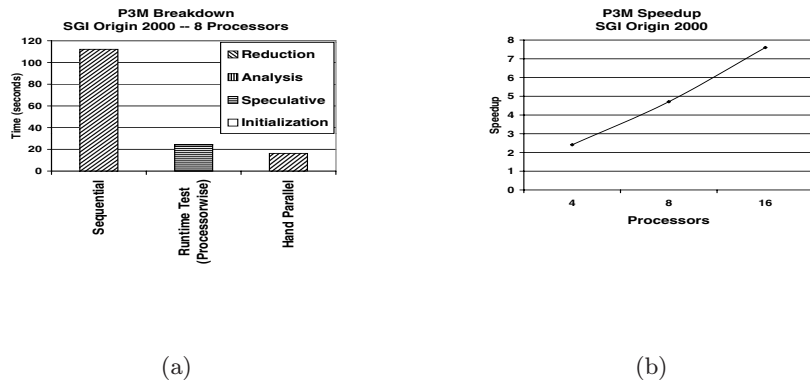 P3M Breakdown
SGI Origin 2000 -- 8 Processors
Time (seconds)
120
100
80
60
40
20
0
Reduction
Analysis
Speculative
Initialization
Sequential
Runtime Test
(Processorwise)
Hand Parallel
(a)
P3M Speedup
SGI Origin 2000
Speedup
8
7
6
5
4
3
2
1
0
4
8
16
Processors
(b)